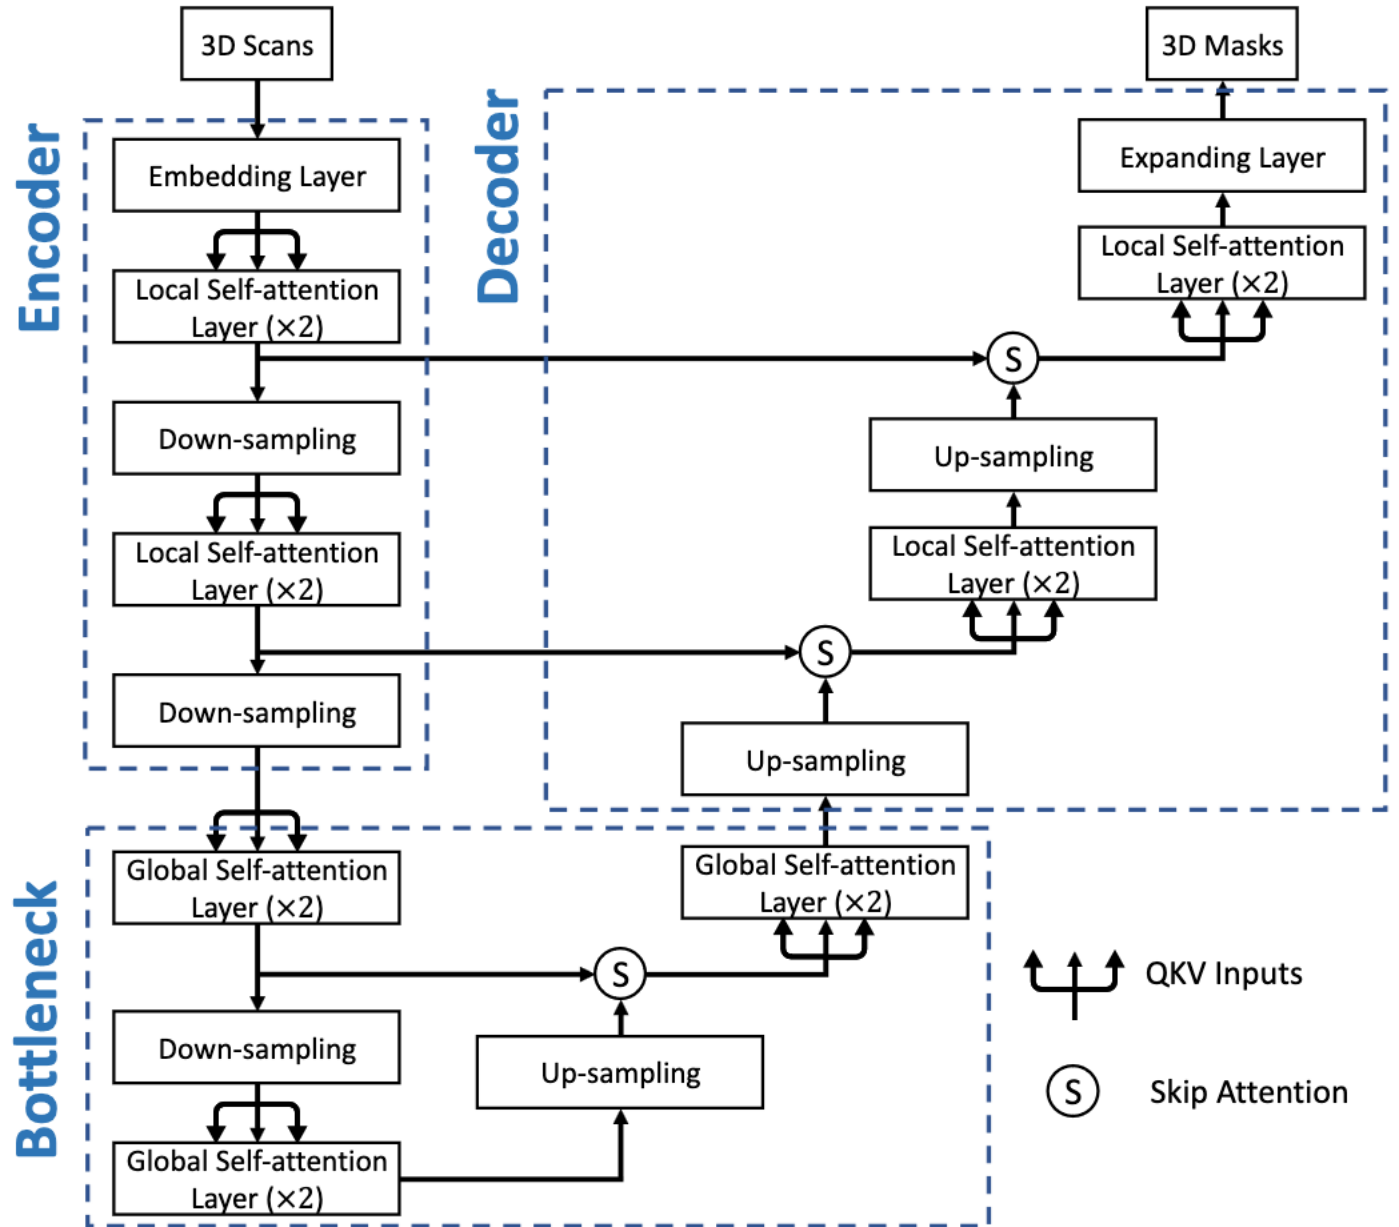 3D Scans
Encoder
Embedding Layer
Local Self-attention
Layer (×2)
Down-sampling
Local Self-attention
Layer (×2)
Down-sampling
Bottleneck
Global Self-attention
Layer (×2)
Down-sampling
Global Self-attention
Layer (×2)
Up-sampling
S
Global Self-attention
Layer (×2)
Decoder
Up-sampling
S
Local Self-attention
Layer (×2)
Up-sampling
S
Local Self-attention
Layer (×2)
Expanding Layer
3D Masks
QKV Inputs
S
Skip Attention